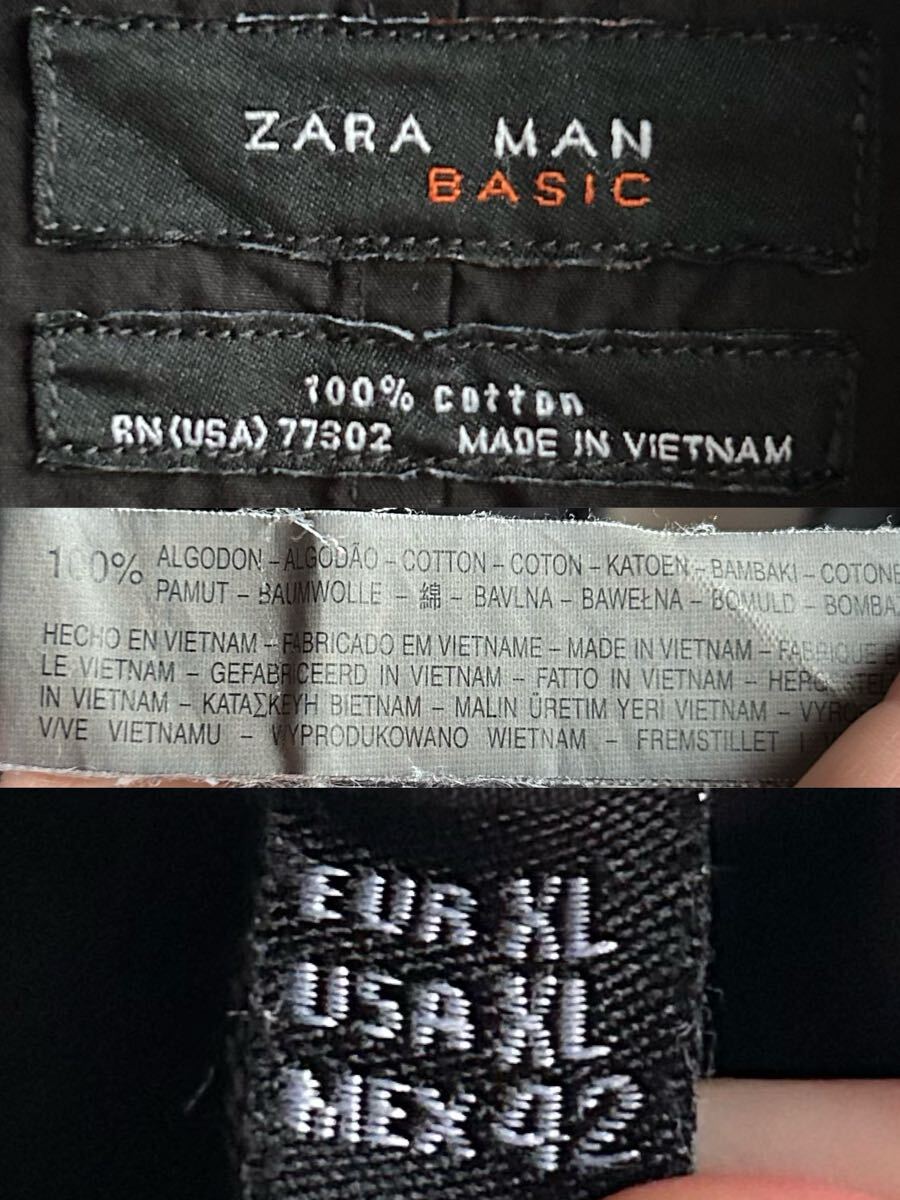 ZARA MAN
BASIC
100% cotton
RN(USA) 77302 MADE IN VIETNAM
100% ALGODON – ALGODÃO – COTTON – COTON – KATOEN – BAMBAKI – COTONE
PAMUT – BAUMWOLLE – 綿 – BAVLNA – BAWEŁNA – BOMULD – BOMBA
HECHO EN VIETNAM – FABRICADO EM VIETNAME – MADE IN VIETNAM – FABRIQUE
LE VIETNAM – GEFABRICEERD IN VIETNAM – FATTO IN VIETNAM –
IN VIETNAM – KATAΣKEYH BIETNAM – MALIN ÜRETIM YERI VIETNAM –
V/VE VIETNAMU – WYPRODUKOWANO WIETNAM – FREMSTILLET I
EUR XL
USA XL
MEX 42